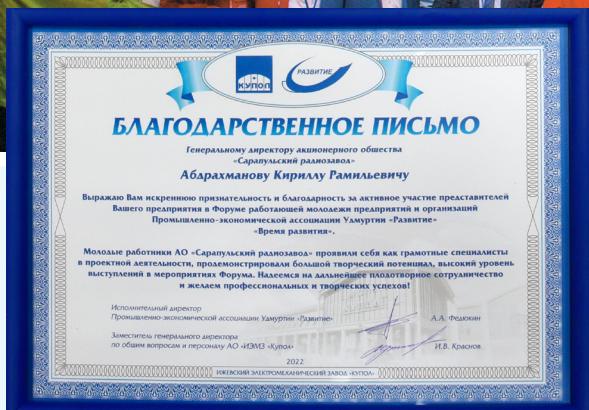 КУПОЛ
РАЗВИТИЕ
БЛАГОДАРСТВЕННОЕ ПИСЬМО
Генеральному директору акционерного общества
«Сарапульский радиозавод»
Абдрахманову Кириллу Рамильевичу
Выражаю Вам искреннюю признательность и благодарность за активное участие представителей
Вашего предприятия в Форуме работающей молодежи предприятий и организаций
Промышленно-экономической ассоциации Удмуртии «Развитие»
«Время развития».
Молодые работники АО «Сарапульский радиозавод» проявили себя как грамотные специалисты
в проектной деятельности, продемонстрировали большой творческий потенциал, высокий уровень
выступлений в мероприятиях Форума. Надеемся на дальнейшее плодотворное сотрудничество
и желаем профессиональных и творческих успехов!
Исполнительный директор
Промышленно-экономической ассоциации Удмуртии «Развитие» А.А. Федюкин
Заместитель генерального директора
по общим вопросам и персоналу АО «ИЭМЗ «Купол» И.В. Краснов
2022
ИЖЕВСКИЙ ЭЛЕКТРОМЕХАНИЧЕСКИЙ ЗАВОД «КУПОЛ»